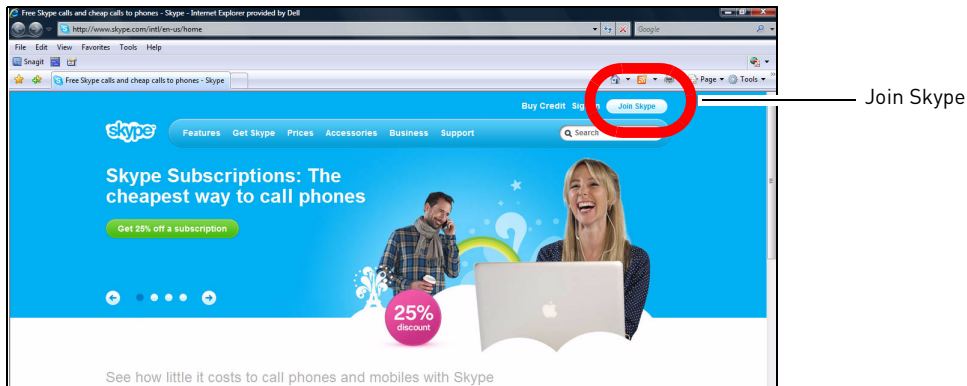 Free Skype calls and cheap calls to phones - Skype - Internet Explorer provided by Dell
http://www.skype.com/intl/en-us/home
Google
File Edit View Favorites Tools Help
Snagit
Free Skype calls and cheap calls to phones - Skype
Page Tools
Buy Credit Join Skype
Join Skype
skype
Features Get Skype Prices Accessories Business Support
Search
Skype Subscriptions: The
cheapest way to call phones
Get 25% off a subscription
25%
discount
See how little it costs to call phones and mobiles with Skype